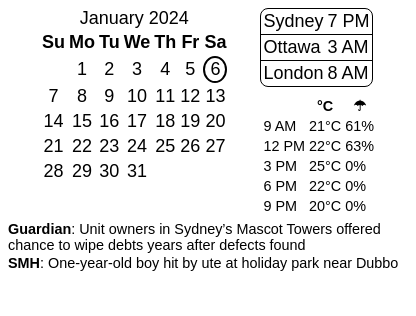 January 2024
Su Mo Tu We Th Fr Sa
1 2 3 4 5 6
7 8 9 10 11 12 13
14 15 16 17 18 19 20
21 22 23 24 25 26 27
28 29 30 31
Sydney 7 PM
Ottawa 3 AM
London 8 AM
°C ☂
9 AM 21°C 61%
12 PM 22°C 63%
3 PM 25°C 0%
6 PM 22°C 0%
9 PM 20°C 0%
Guardian: Unit owners in Sydney’s Mascot Towers offered
chance to wipe debts years after defects found
SMH: One-year-old boy hit by ute at holiday park near Dubbo